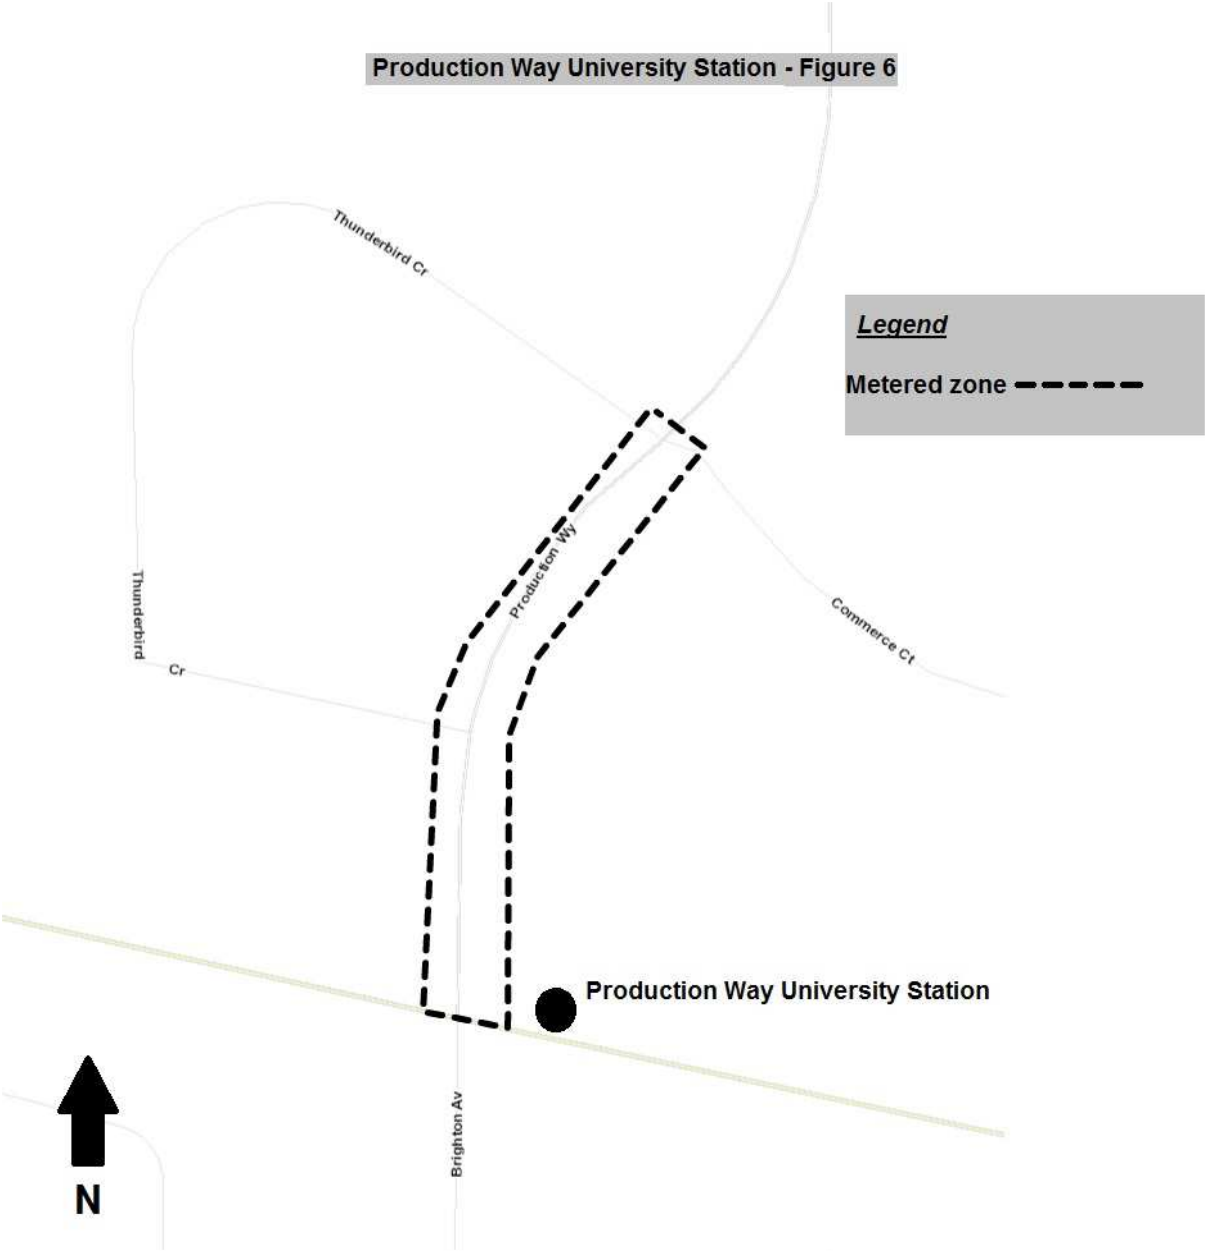 Production Way University Station - Figure 6
Thunderbird Cr
Legend
Metered zone
Production Wy
Thunderbird
Cr
Commerce Ct
Production Way University Station
Brighton Av
N